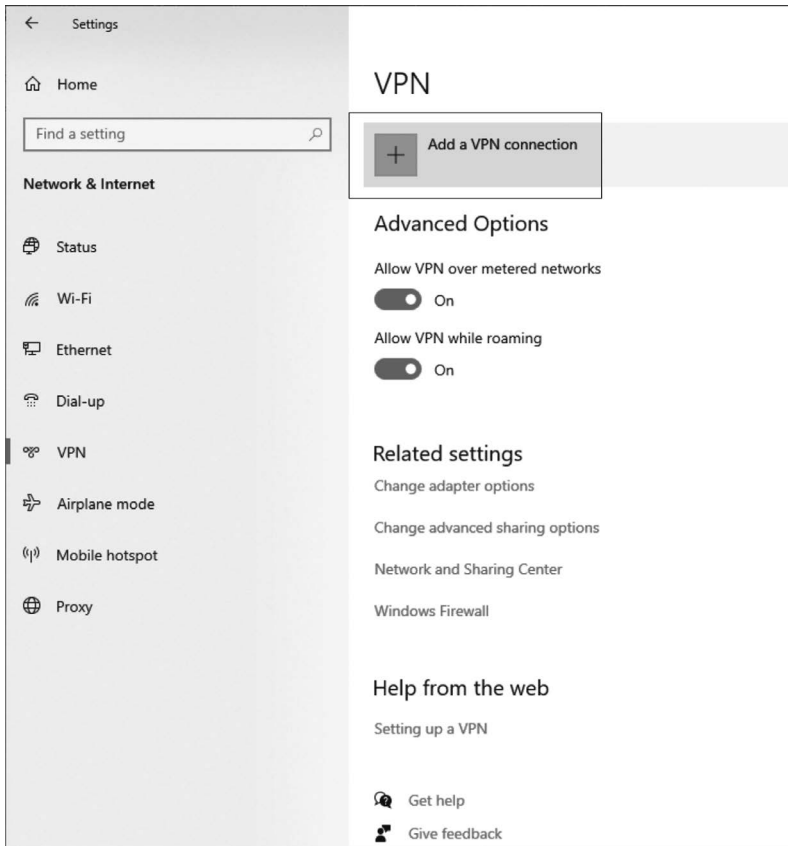 Settings
Home
Find a setting
Network & Internet
Status
Wi-Fi
Ethernet
Dial-up
VPN
Airplane mode
Mobile hotspot
Proxy
VPN
Add a VPN connection
Advanced Options
Allow VPN over metered networks
On
Allow VPN while roaming
On
Related settings
Change adapter options
Change advanced sharing options
Network and Sharing Center
Windows Firewall
Help from the web
Setting up a VPN
Get help
Give feedback